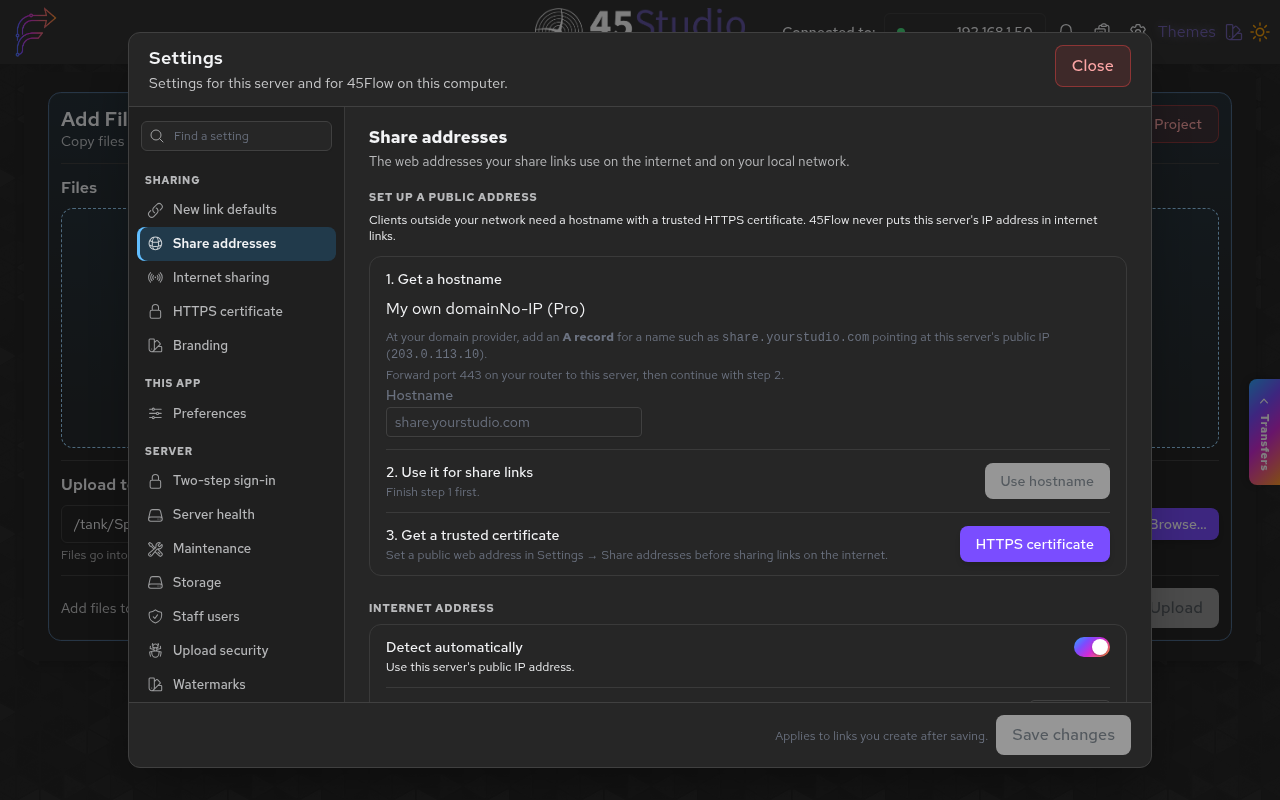 45Studio
Connected to:
192.168.1.50
Themes
Settings
Settings for this server and for 45Flow on this computer.
Close
Add Fil
Copy files
Project
Files
Upload to
/tank/Sp
Browse...
Files go into
Add files to
Upload
Transfers
Find a setting
SHARING
New link defaults
Share addresses
Internet sharing
HTTPS certificate
Branding
THIS APP
Preferences
SERVER
Two-step sign-in
Server health
Maintenance
Storage
Staff users
Upload security
Watermarks
Share addresses
The web addresses your share links use on the internet and on your local network.
SET UP A PUBLIC ADDRESS
Clients outside your network need a hostname with a trusted HTTPS certificate. 45Flow never puts this server's IP address in internet
links.
1. Get a hostname
My own domainNo-IP (Pro)
At your domain provider, add an A record for a name such as share.yourstudio.com pointing at this server's public IP
(203.0.113.10).
Forward port 443 on your router to this server, then continue with step 2.
Hostname
share.yourstudio.com
2. Use it for share links
Finish step 1 first.
Use hostname
3. Get a trusted certificate
Set a public web address in Settings → Share addresses before sharing links on the internet.
HTTPS certificate
INTERNET ADDRESS
Detect automatically
Use this server's public IP address.
Applies to links you create after saving.
Save changes